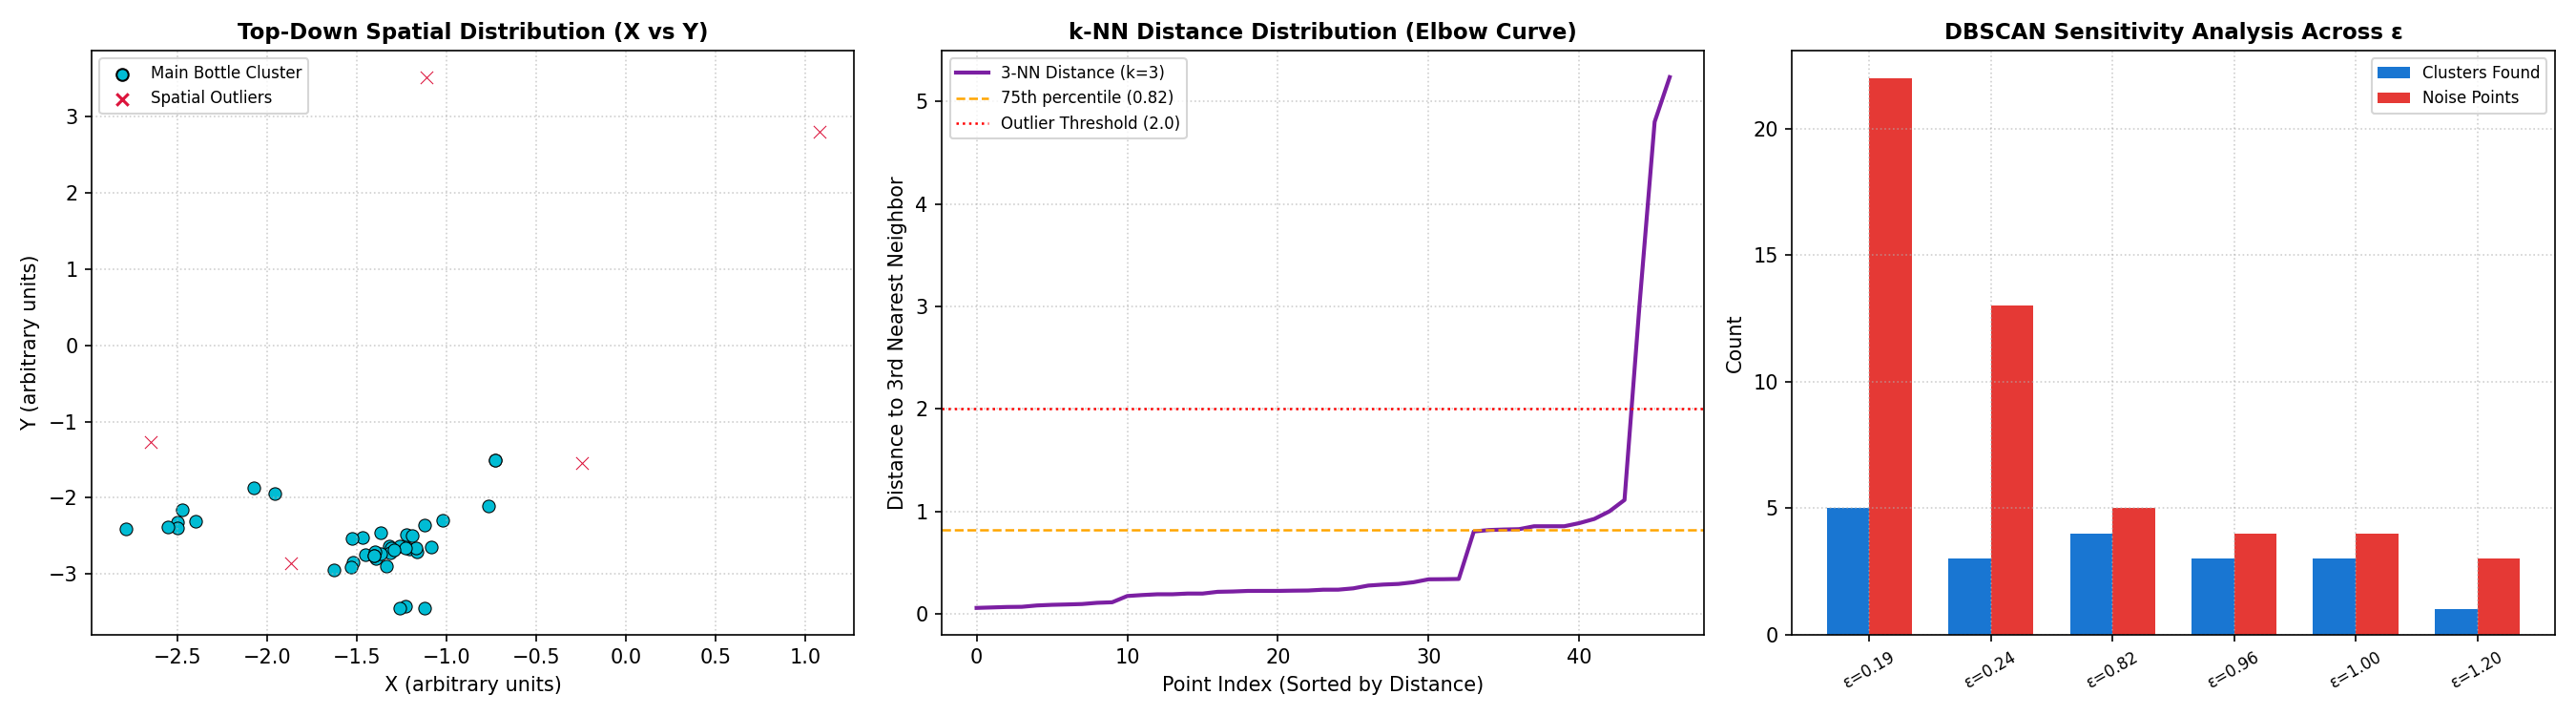 Top-Down Spatial Distribution (X vs Y)
Main Bottle Cluster
Spatial Outliers
3
2
1
0
−1
−2
−3
Y (arbitrary units)
−2.5 −2.0 −1.5 −1.0 −0.5 0.0 0.5 1.0
X (arbitrary units)
k-NN Distance Distribution (Elbow Curve)
3-NN Distance (k=3)
75th percentile (0.82)
Outlier Threshold (2.0)
5
4
3
2
1
0
Distance to 3rd Nearest Neighbor
0 10 20 30 40
Point Index (Sorted by Distance)
DBSCAN Sensitivity Analysis Across ε
Clusters Found
Noise Points
20
15
10
5
0
Count
ε=0.19 ε=0.24 ε=0.82 ε=0.96 ε=1.00 ε=1.20